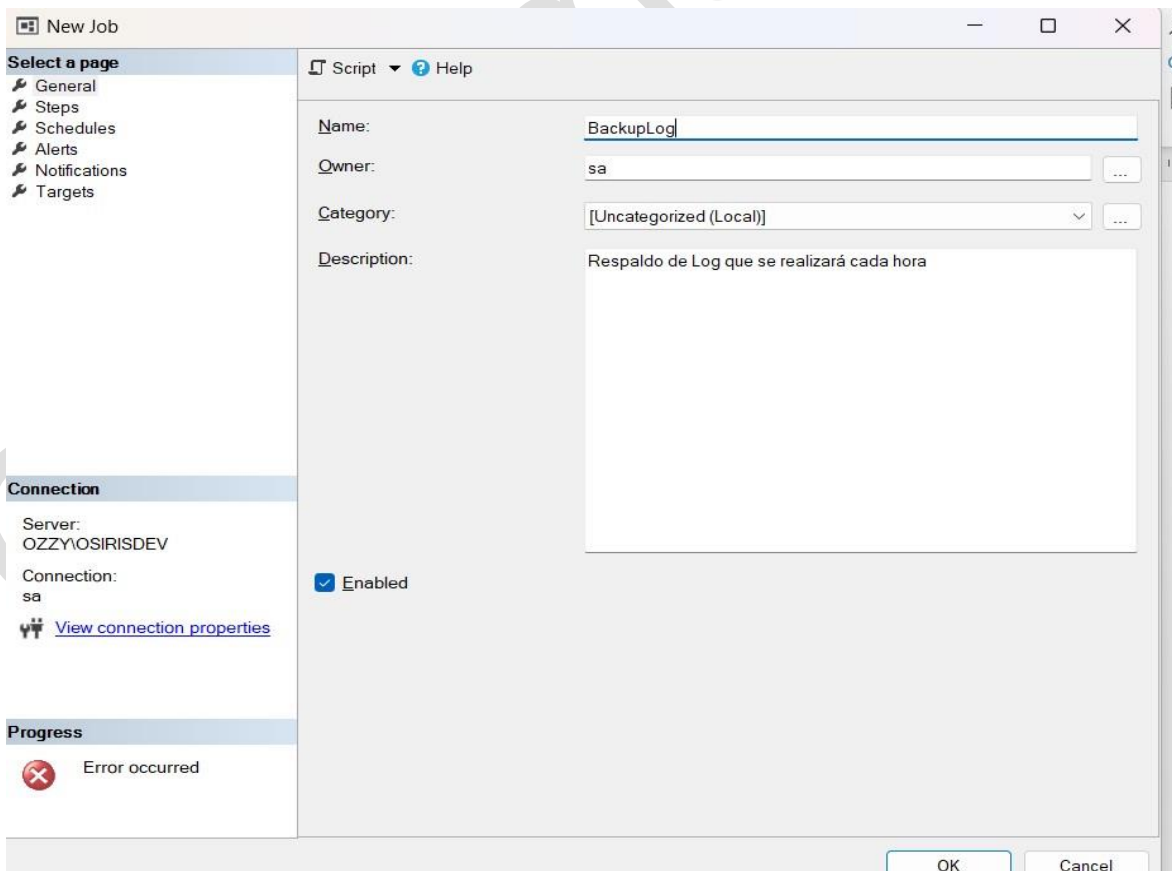 New Job
Select a page
General
Steps
Schedules
Alerts
Notifications
Targets
Script
Help
Name:
BackupLog
Owner:
sa
...
Category:
[Uncategorized (Local)]
...
Description:
Respaldo de Log que se realizará cada hora
Enabled
Connection
Server:
OZZY\OSIRISDEV
Connection:
sa
View connection properties
Progress
Error occurred
OK
Cancel